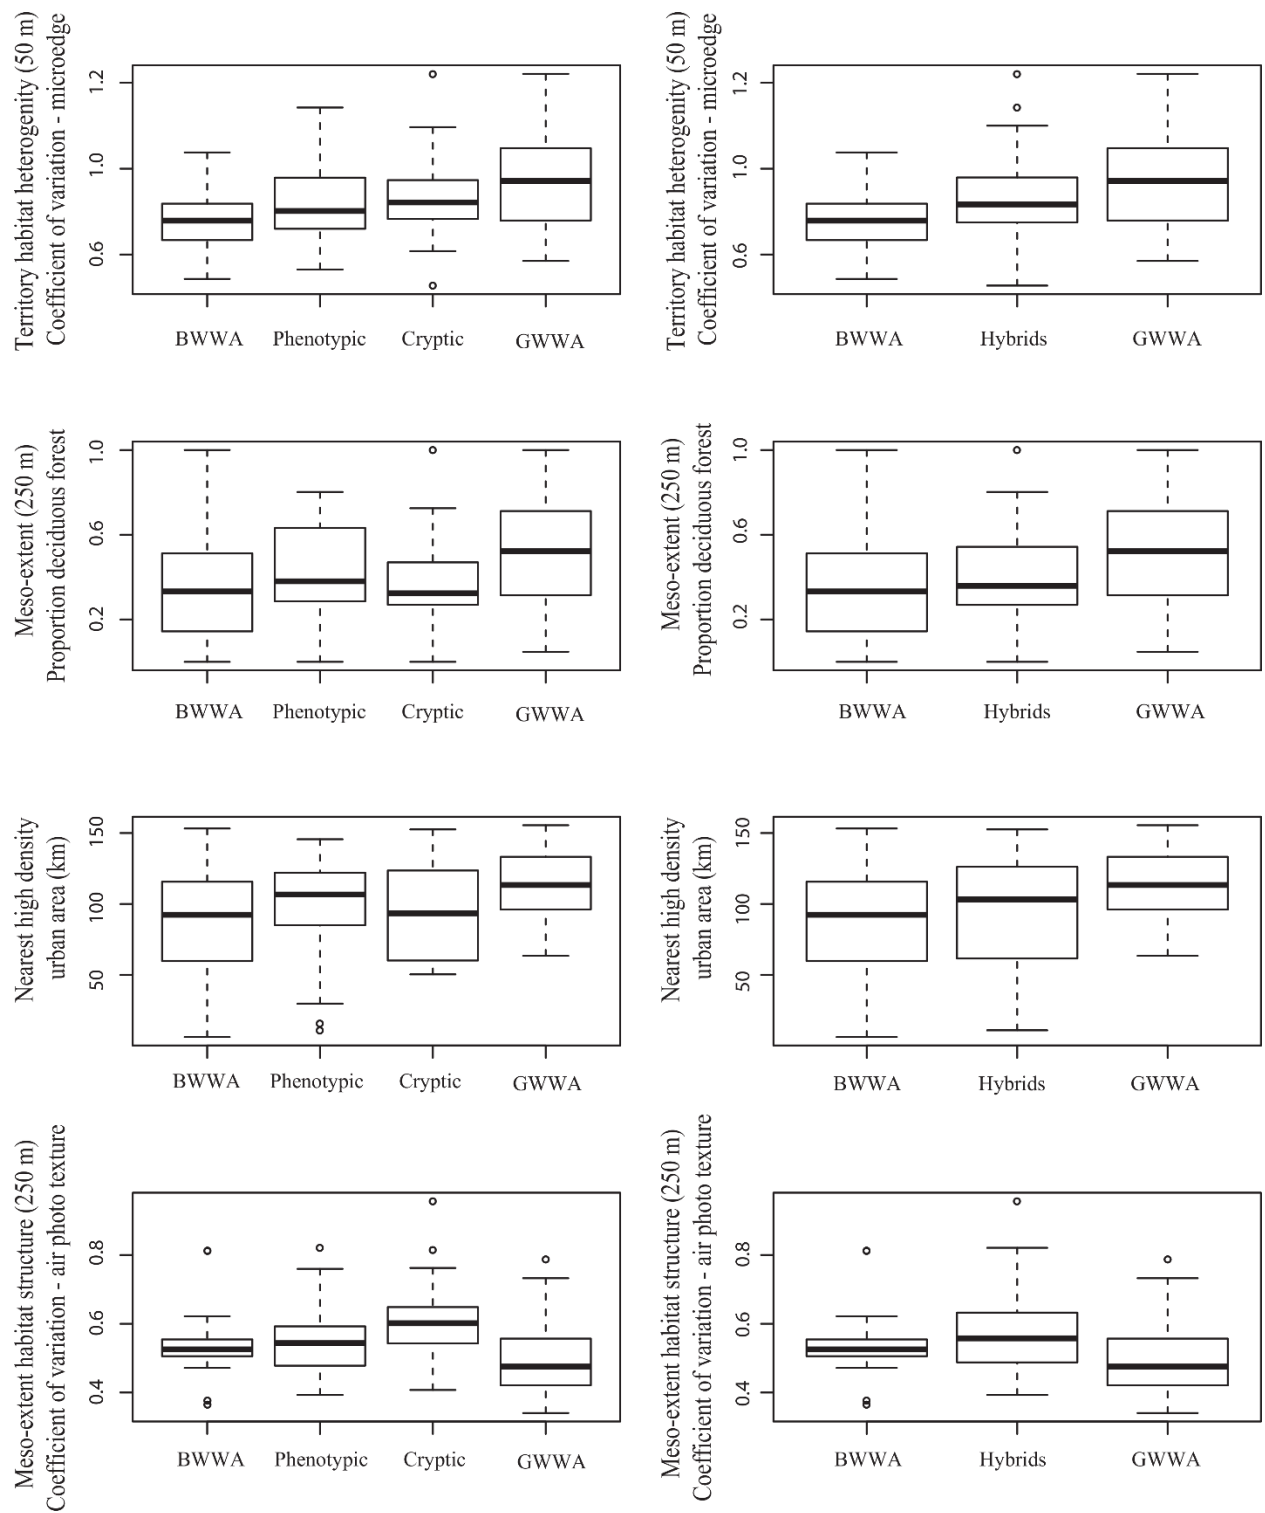 Territory habitat heterogenity (50 m)
Coefficient of variation - microedge
1.2
1.0
0.6
BWWA
Phenotypic
Cryptic
GWWA
Territory habitat heterogenity (50 m)
Coefficient of variation - microedge
1.2
1.0
0.6
BWWA
Hybrids
GWWA
Meso-extent (250 m)
Proportion deciduous forest
1.0
0.6
0.2
BWWA
Phenotypic
Cryptic
GWWA
Meso-extent (250 m)
Proportion deciduous forest
1.0
0.6
0.2
BWWA
Hybrids
GWWA
Nearest high density
urban area (km)
150
100
50
BWWA
Phenotypic
Cryptic
GWWA
Nearest high density
urban area (km)
150
100
50
BWWA
Hybrids
GWWA
Meso-extent habitat structure (250 m)
Coefficient of variation - air photo texture
0.8
0.6
0.4
BWWA
Phenotypic
Cryptic
GWWA
Meso-extent habitat structure (250 m)
Coefficient of variation - air photo texture
0.8
0.6
0.4
BWWA
Hybrids
GWWA